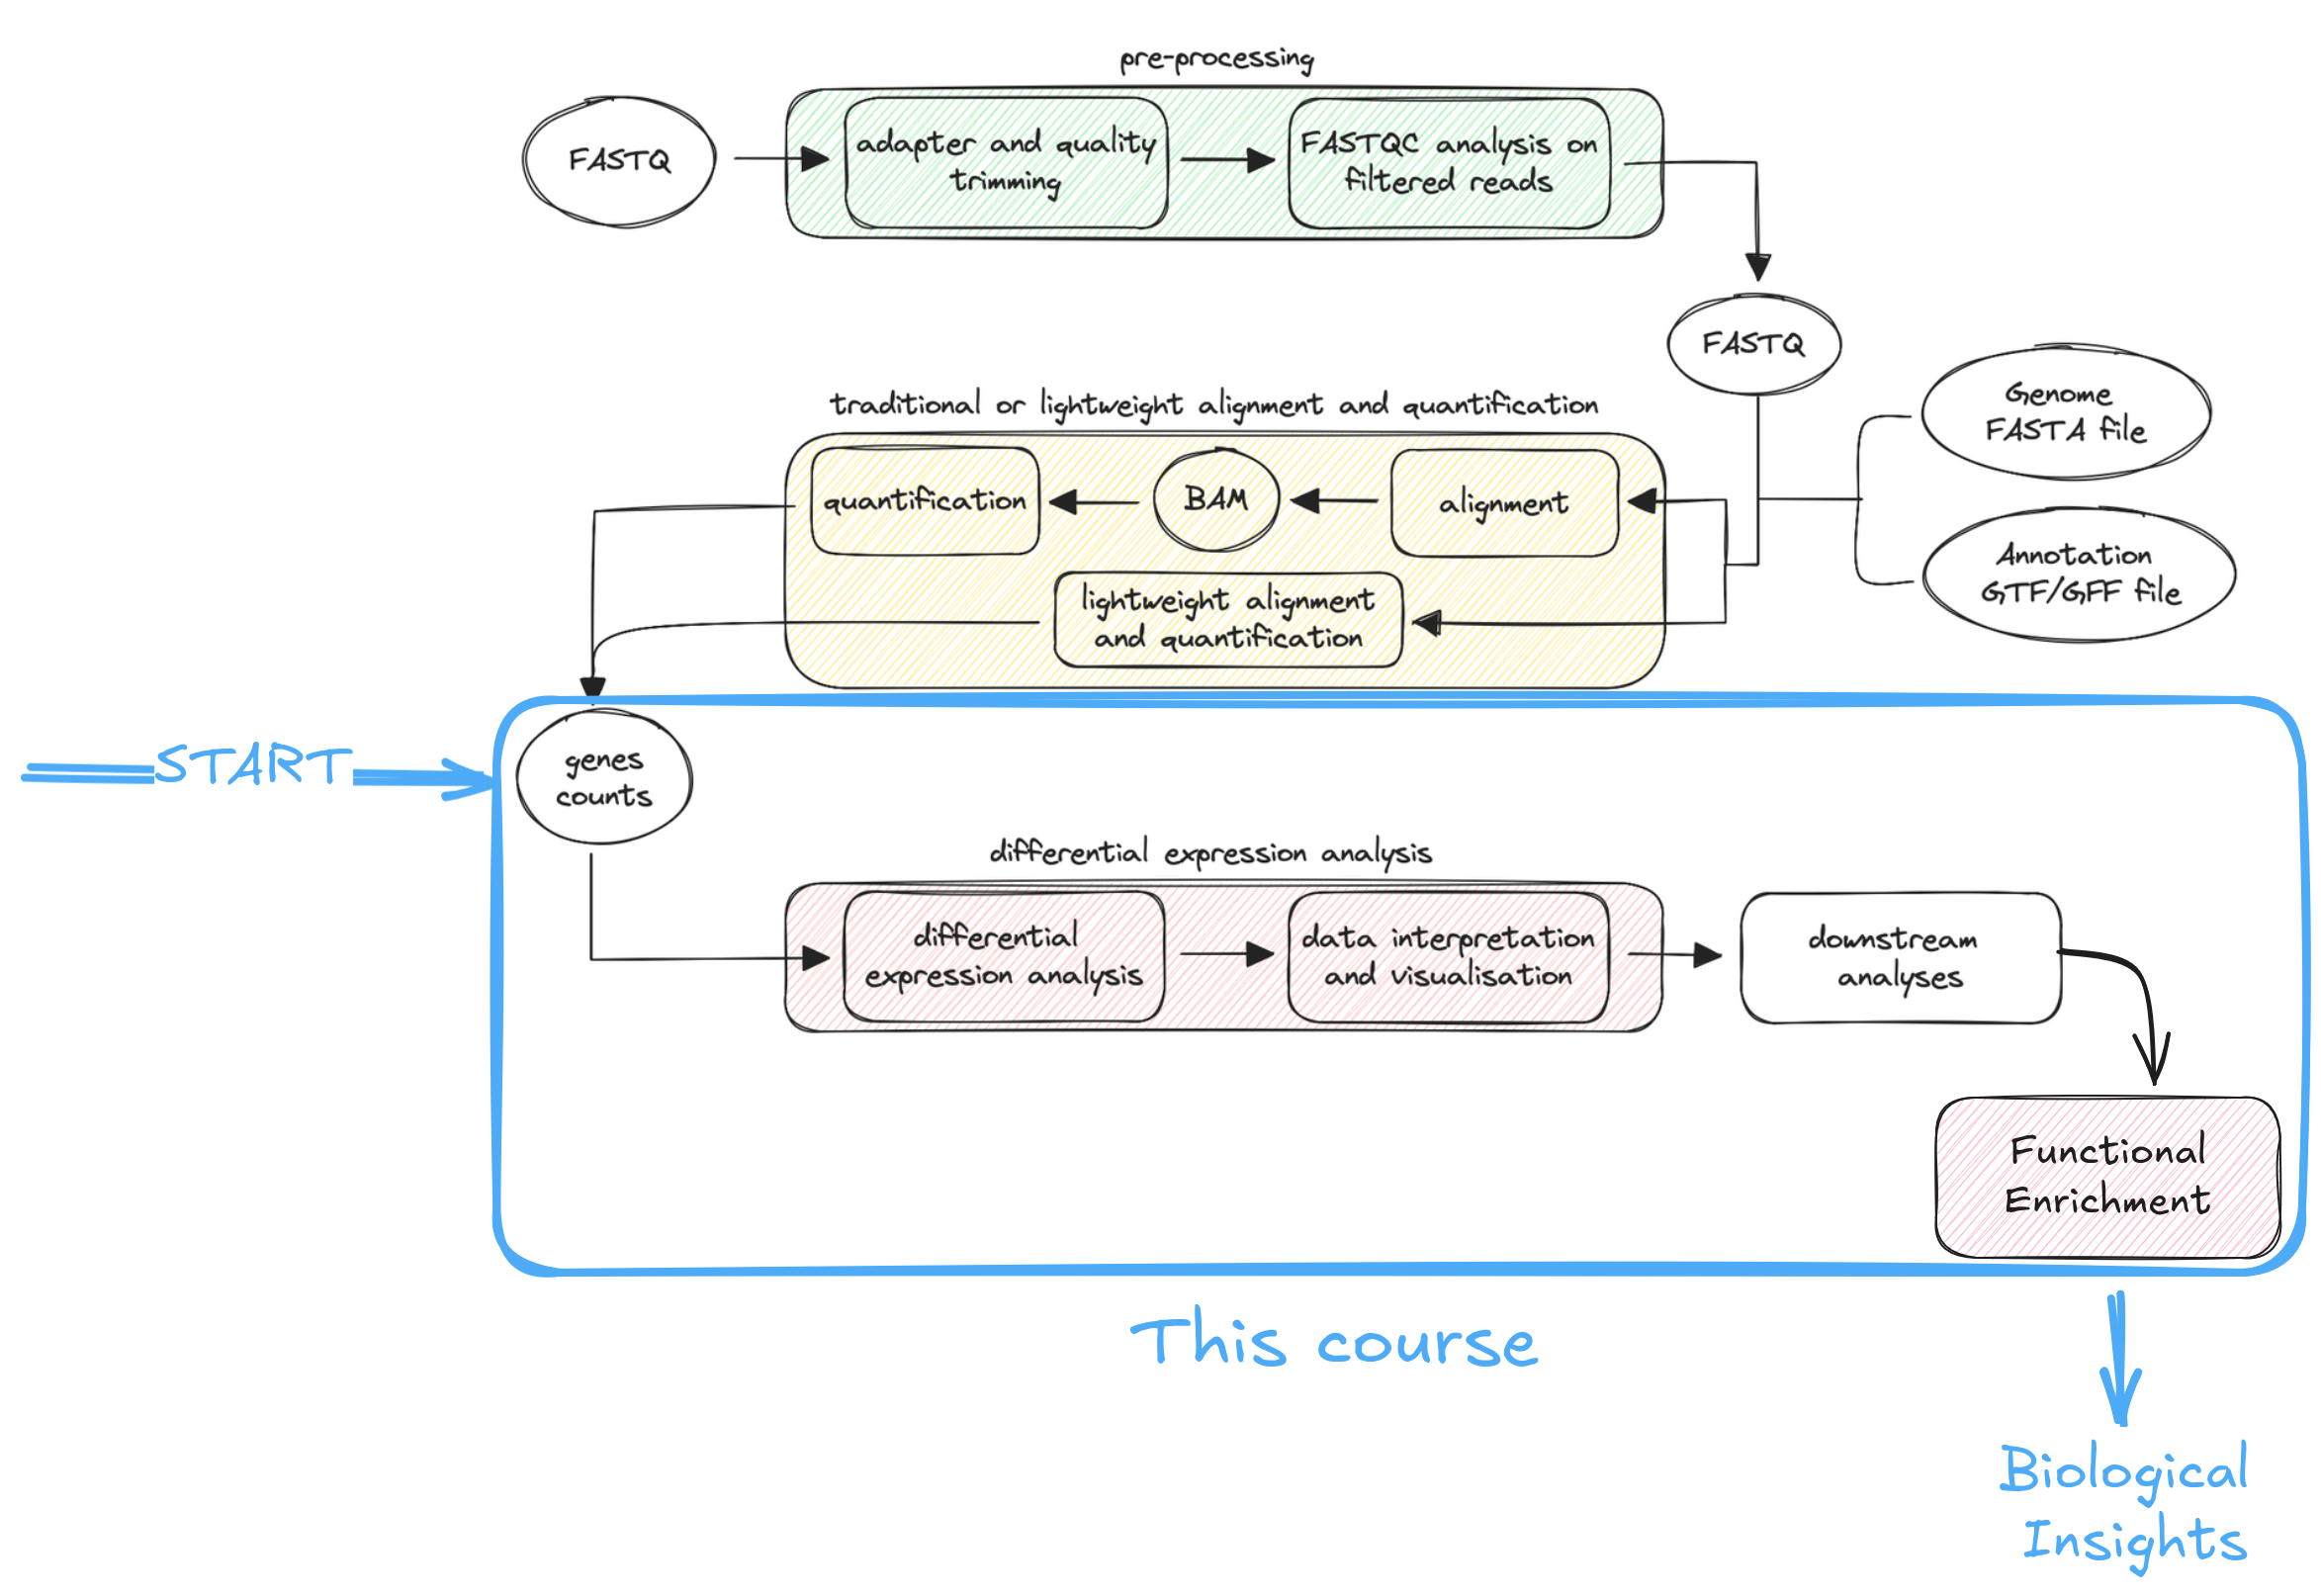 pre-processing
FASTQ
adapter and quality
trimming
FASTQC analysis on
filtered reads
FASTQ
Genome
FASTA file
Annotation
GTF/GFF file
traditional or lightweight alignment and quantification
quantification
BAM
alignment
lightweight alignment
and quantification
START
genes
counts
differential expression analysis
differential
expression analysis
data interpretation
and visualisation
downstream
analyses
Functional
Enrichment
This course
Biological
Insights